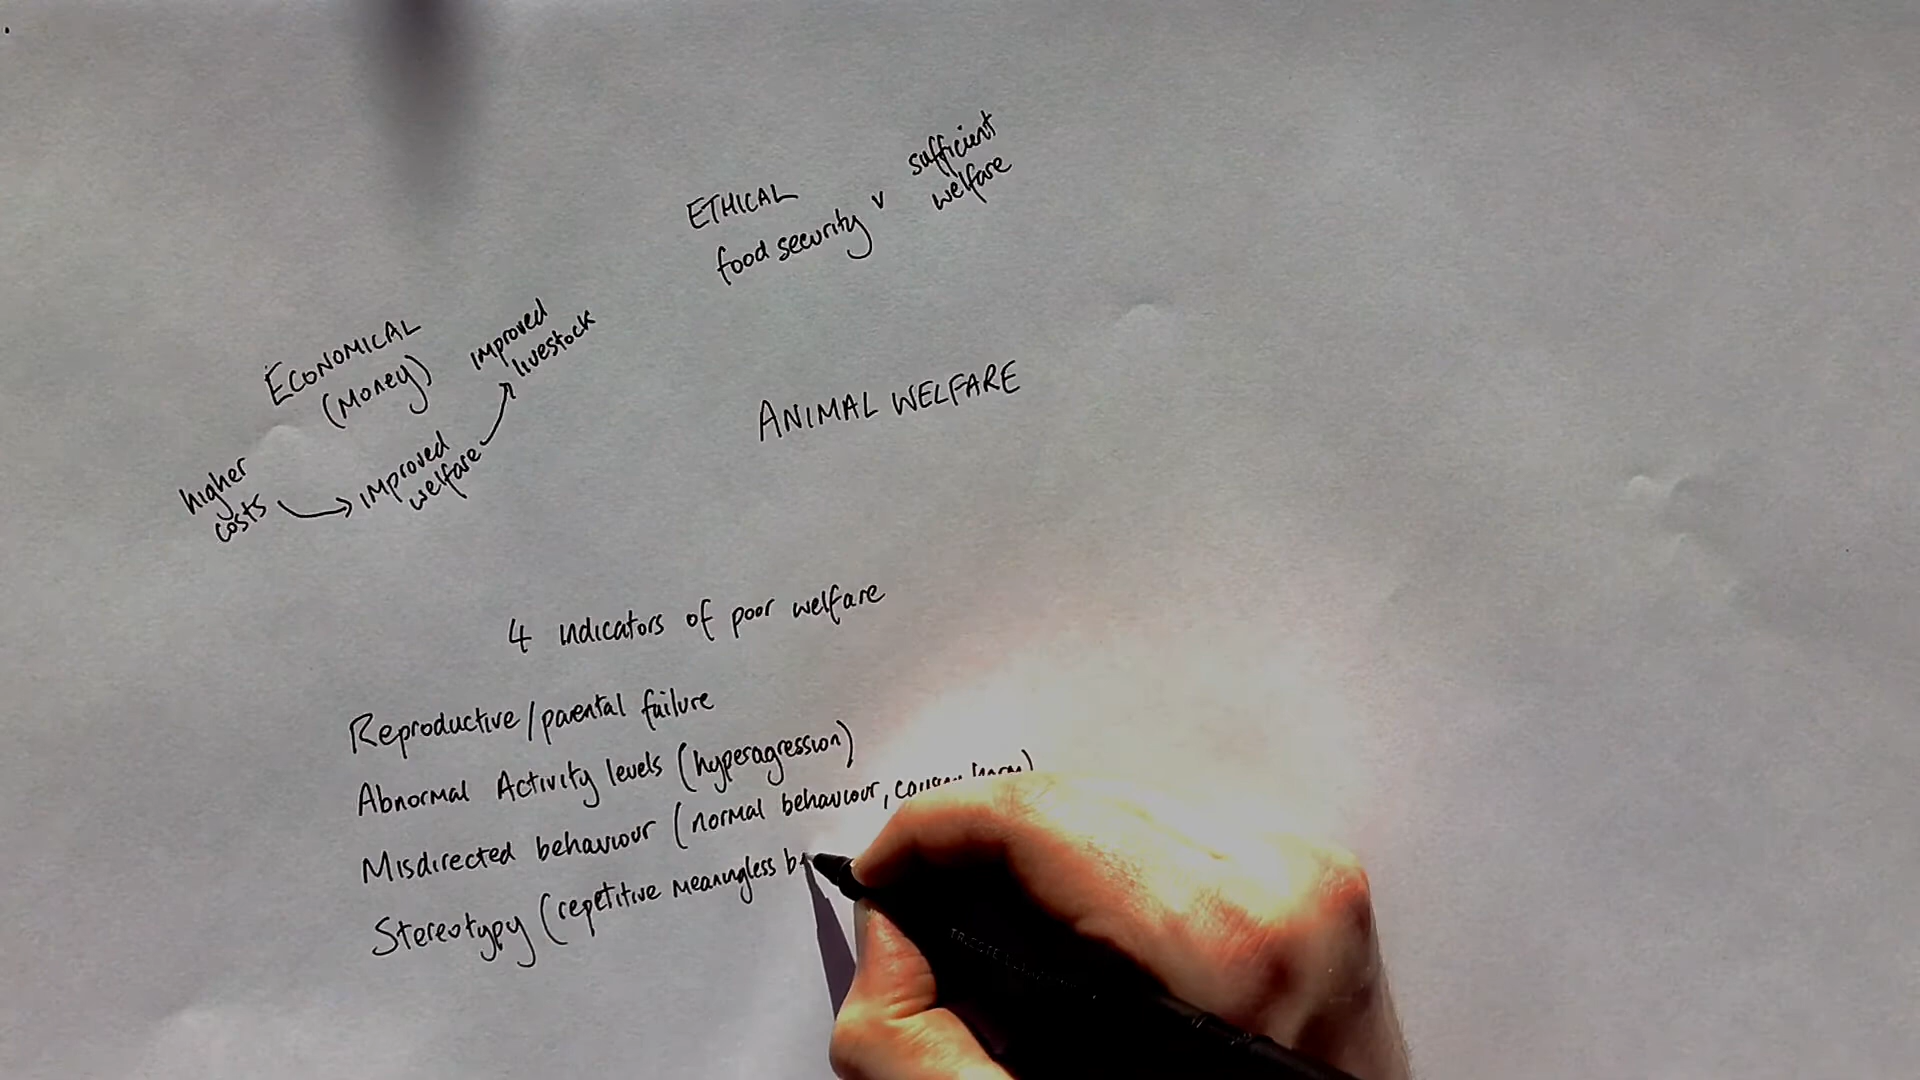 ETHICAL
food security v sufficient
welfare
ECONOMICAL
(Money)
higher
costs
improved
welfare
improved
livestock
ANIMAL WELFARE
4 indicators of poor welfare
Reproductive/parental failure
Abnormal Activity levels (hyperagression)
Misdirected behaviour (normal behaviour,
Stereotypy (repetitive meaningless